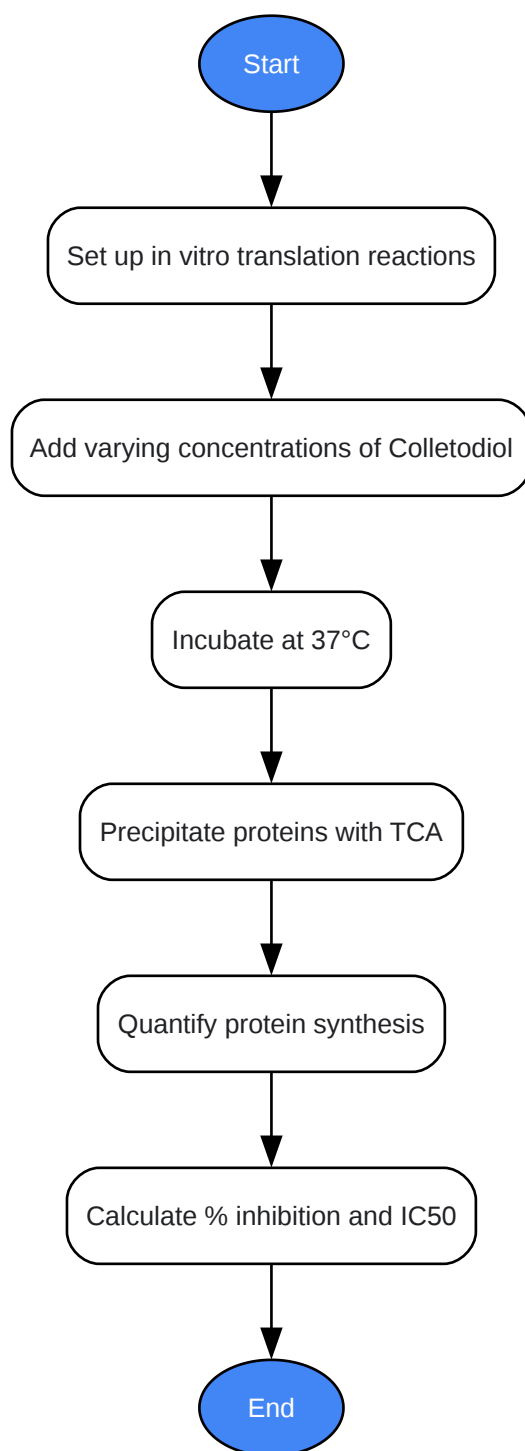 Start
Set up in vitro translation reactions
Add varying concentrations of Colletodiol
Incubate at 37°C
Precipitate proteins with TCA
Quantify protein synthesis
Calculate % inhibition and IC50
End